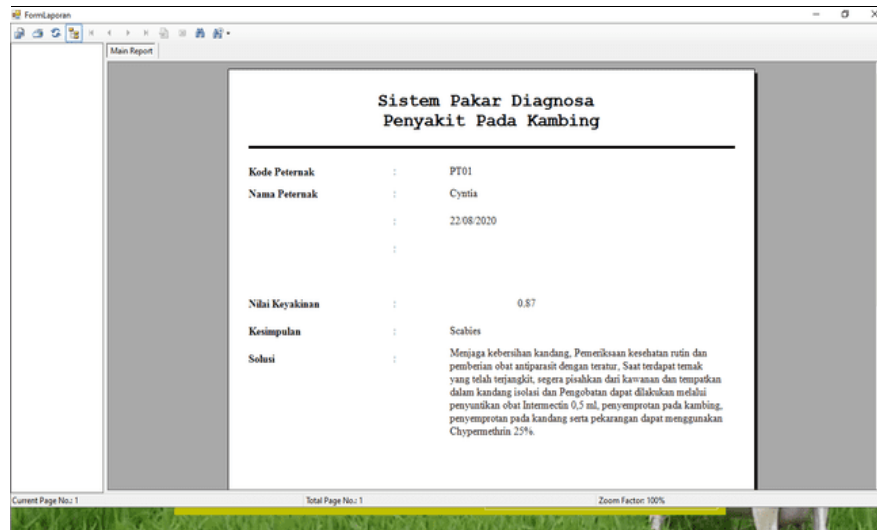 FormLaporan
Main Report
Sistem Pakar Diagnosa
Penyakit Pada Kambing
Kode Peternak : PT01
Nama Peternak : Cyntia
: 22/08/2020
:
Nilai Keyakinan : 0,87
Kesimpulan : Scabies
Solusi : Menjaga kebersihan kandang, Pemeriksaan kesehatan rutin dan
pemberian obat antiparasit dengan teratur, Saat terdapat ternak
yang telah terjangkit, segera pisahkan dari kawanan dan tempatkan
dalam kandang isolasi dan Pengobatan dapat dilakukan melalui
penyuntikan obat Intermectin 0,5 ml, penyemprotan pada kambing,
penyemprotan pada kandang serta pekarangan dapat menggunakan
Chypermethrin 25%.
Current Page No.: 1 Total Page No.: 1 Zoom Factor: 100%